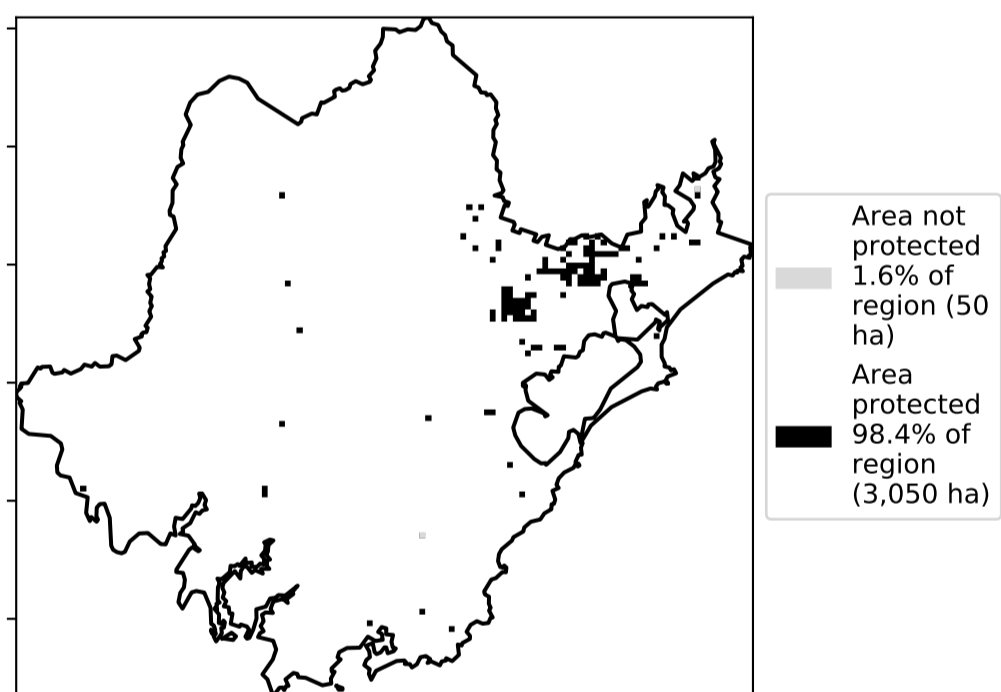 Area not
protected
1.6% of
region (50
ha)
Area
protected
98.4% of
region
(3,050 ha)